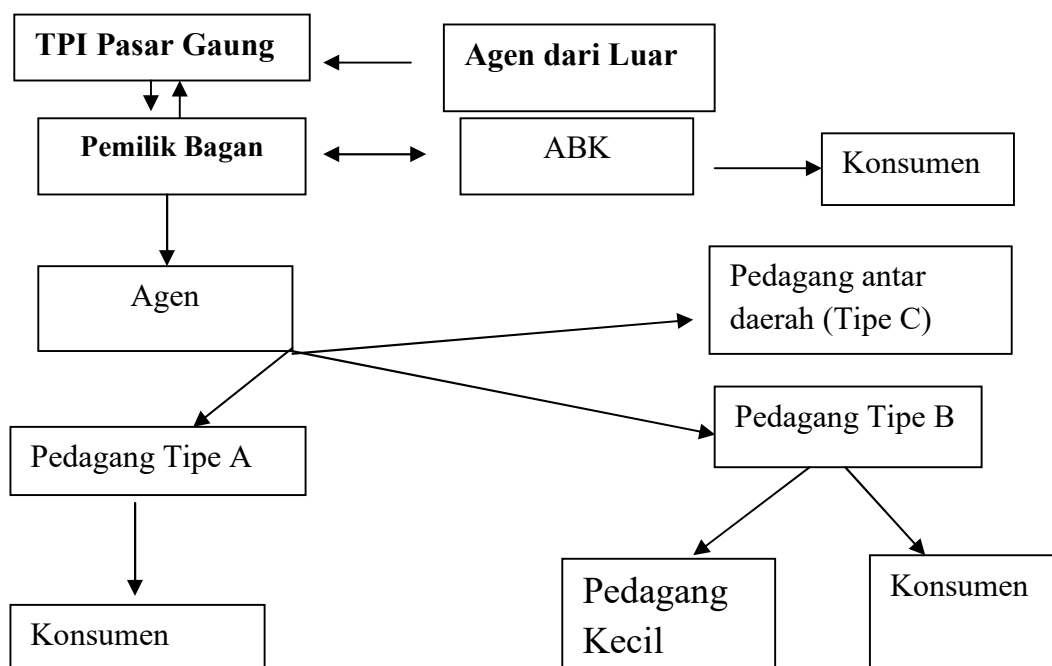 TPI Pasar Gaung
Agen dari Luar
Pemilik Bagan
ABK
Konsumen
Agen
Pedagang antar
daerah (Tipe C)
Pedagang Tipe A
Pedagang Tipe B
Konsumen
Pedagang
Kecil
Konsumen